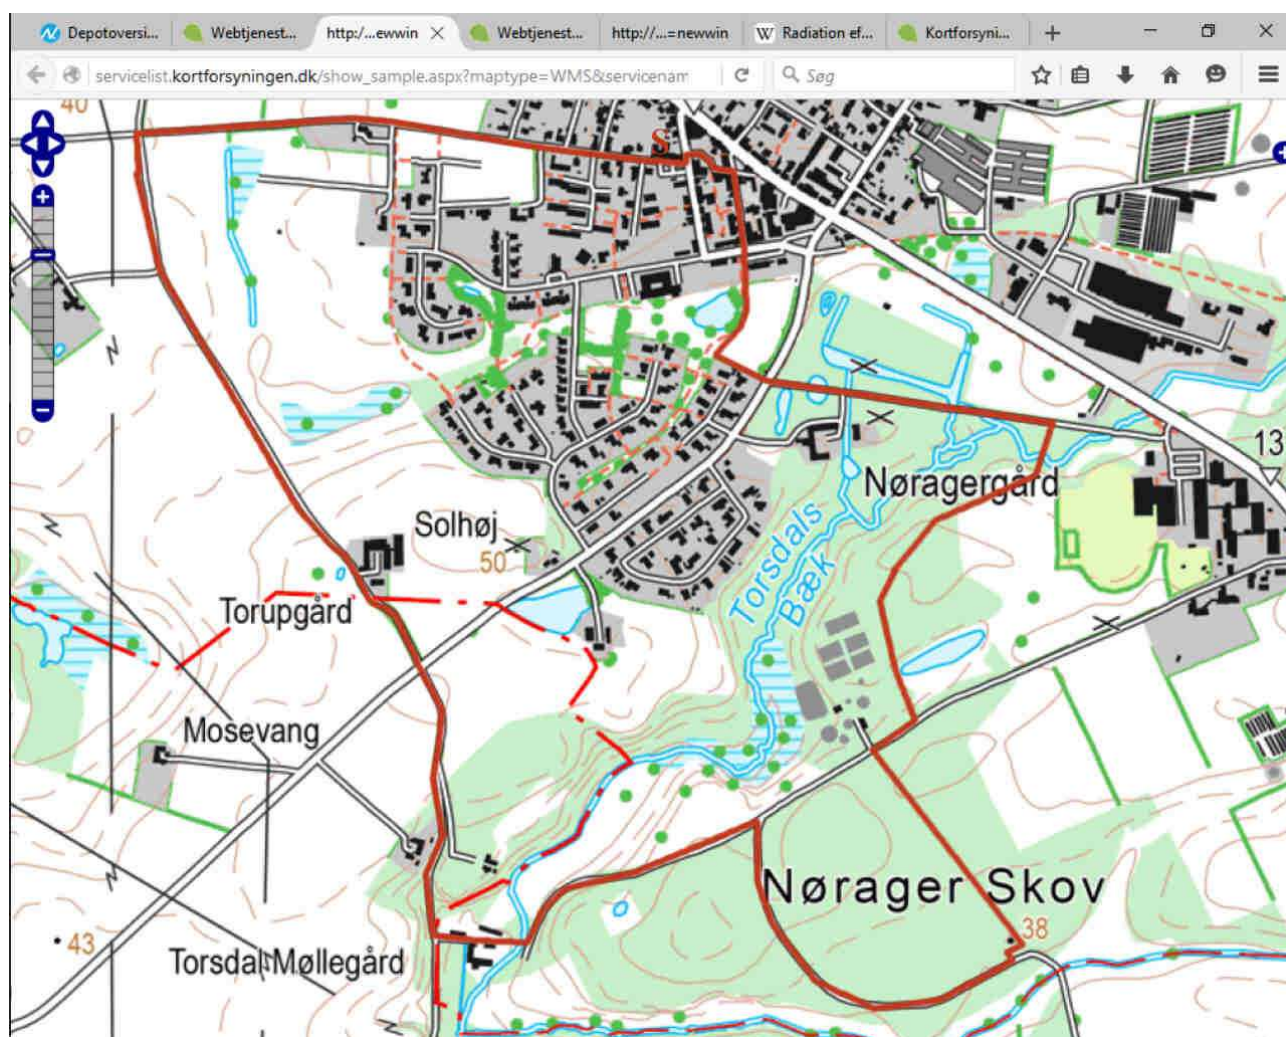 Depotoversi...
Webtjenest...
http:/...ewwin
Webtjenest...
http://...=newwin
W Radiation ef...
Kortforsyni...
servicelist.kortforsyningen.dk/show_sample.aspx?maptype=WMS&servicenam
Søg
40
S
13
Nøragergård
Solhøj
50
Torsdals
Bæk
Torupgård
Mosevang
Nørager Skov
38
43
Torsdal Møllegård